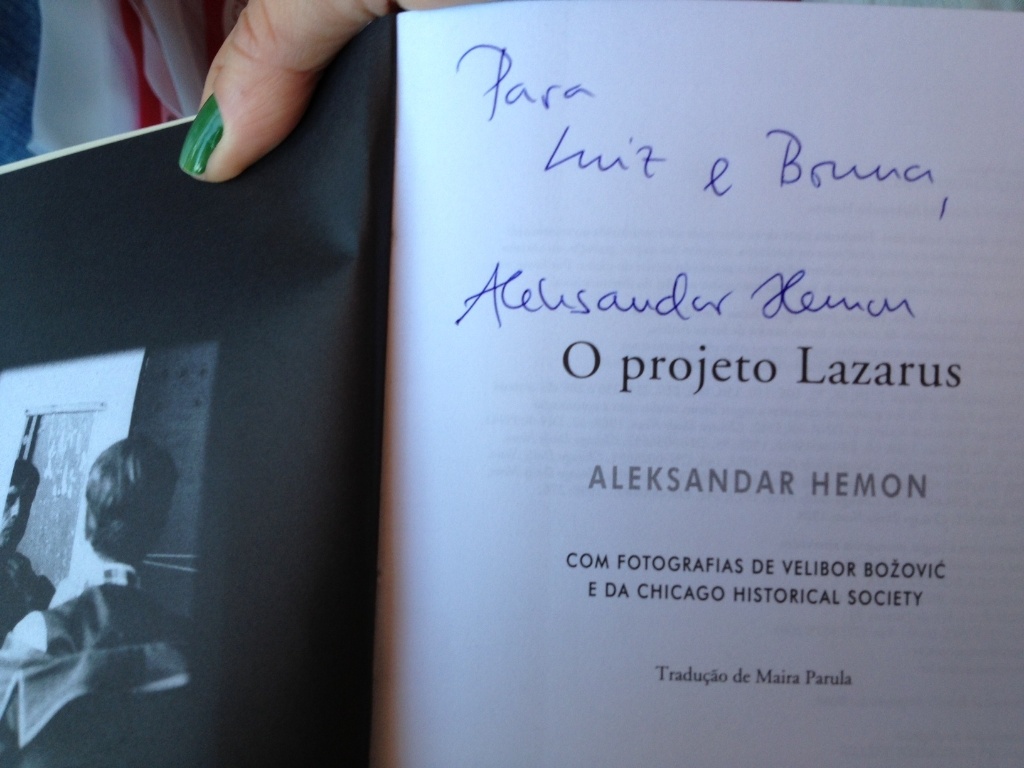 Para
Luiz e Bruna,
Aleksandar Hemon
O projeto Lazarus
ALEKSANDAR HEMON
COM FOTOGRAFIAS DE VELIBOR BOŽOVIĆ
E DA CHICAGO HISTORICAL SOCIETY
Tradução de Maira Parula